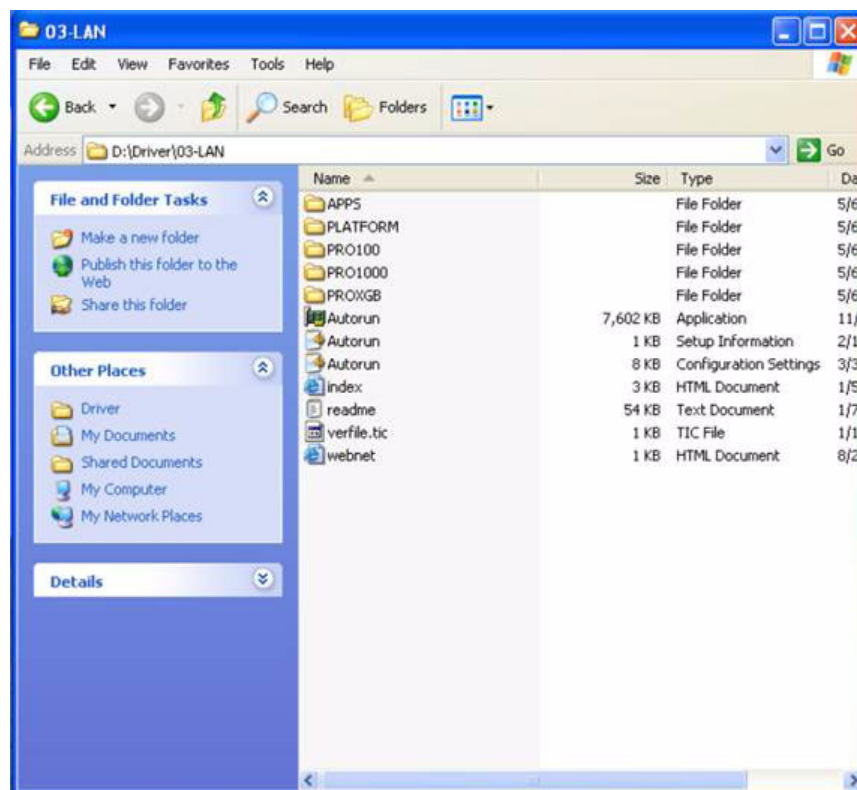 03-LAN
File Edit View Favorites Tools Help
Back Search Folders
Address D:\Driver\03-LAN Go
File and Folder Tasks
Make a new folder
Publish this folder to the
Web
Share this folder
Other Places
Driver
My Documents
Shared Documents
My Computer
My Network Places
Details
Name Size Type Da
APPS File Folder 5/6
PLATFORM File Folder 5/6
PRO100 File Folder 5/6
PRO1000 File Folder 5/6
PROXGB File Folder 5/6
Autorun 7,602 KB Application 11/
Autorun 1 KB Setup Information 2/1
Autorun 8 KB Configuration Settings 3/3
index 3 KB HTML Document 1/5
readme 54 KB Text Document 1/7
verfile.tic 1 KB TIC File 1/1
webnet 1 KB HTML Document 8/2